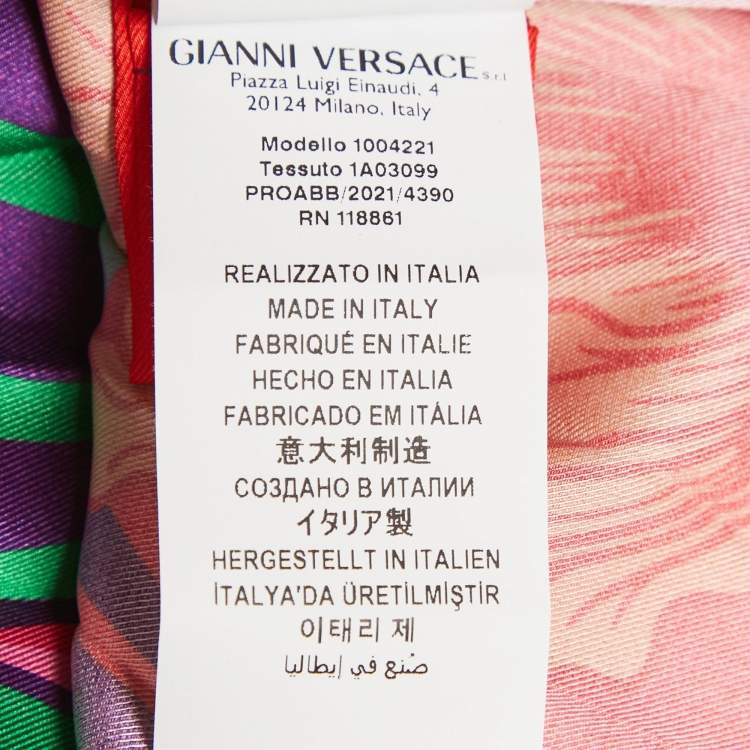 GIANNI VERSACE s.r.l
Piazza Luigi Einaudi, 4
20124 Milano, Italy
Modello 1004221
Tessuto 1A03099
PROABB/2021/4390
RN 118861
REALIZZATO IN ITALIA
MADE IN ITALY
FABRIQUÉ EN ITALIE
HECHO EN ITALIA
FABRICADO EM ITÁLIA
意大利制造
СОЗДАНО В ИТАЛИИ
イタリア製
HERGESTELLT IN ITALIEN
İTALYA'DA ÜRETİLMİŞTİR
이태리 제
صنع في إيطاليا